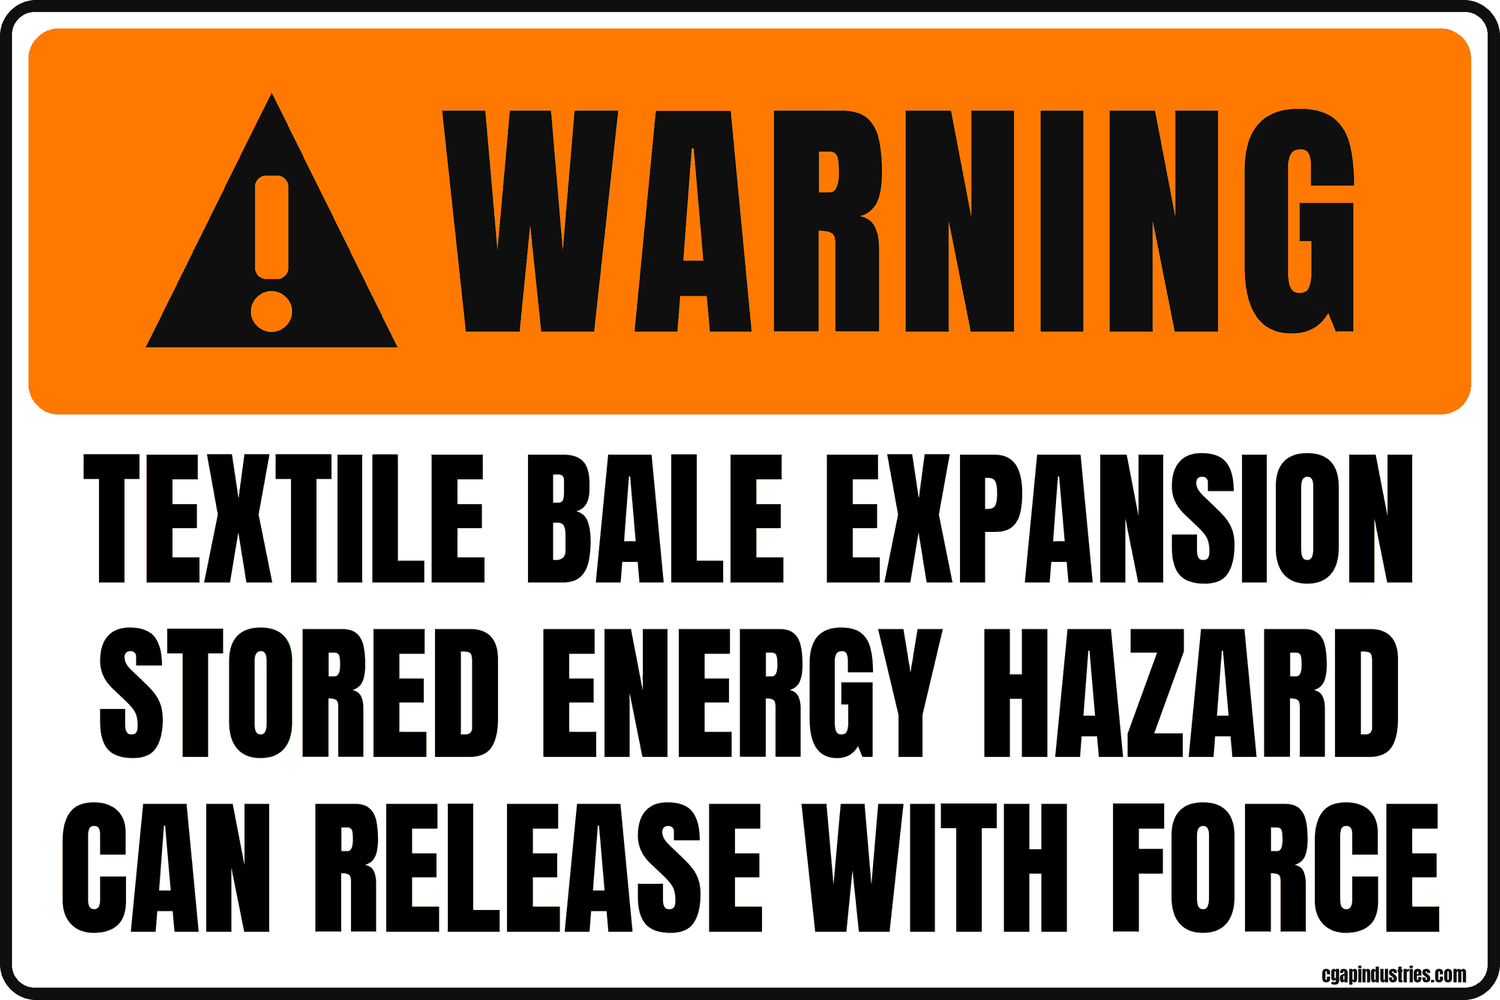 WARNING
TEXTILE BALE EXPANSION
STORED ENERGY HAZARD
CAN RELEASE WITH FORCE
cgapindustries.com